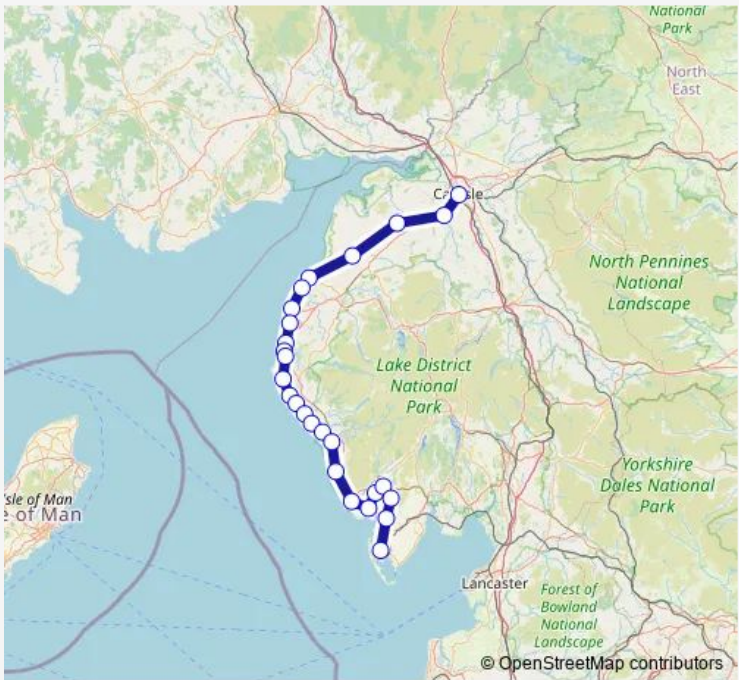 National
Park
North
East
Carlisle
North Pennines
National
Landscape
Lake District
National
Park
Yorkshire
Dales National
Park
Isle of Man
e of Man
Lancaster
Forest of
Bowland
National
Landscape
© OpenStreetMap contributors